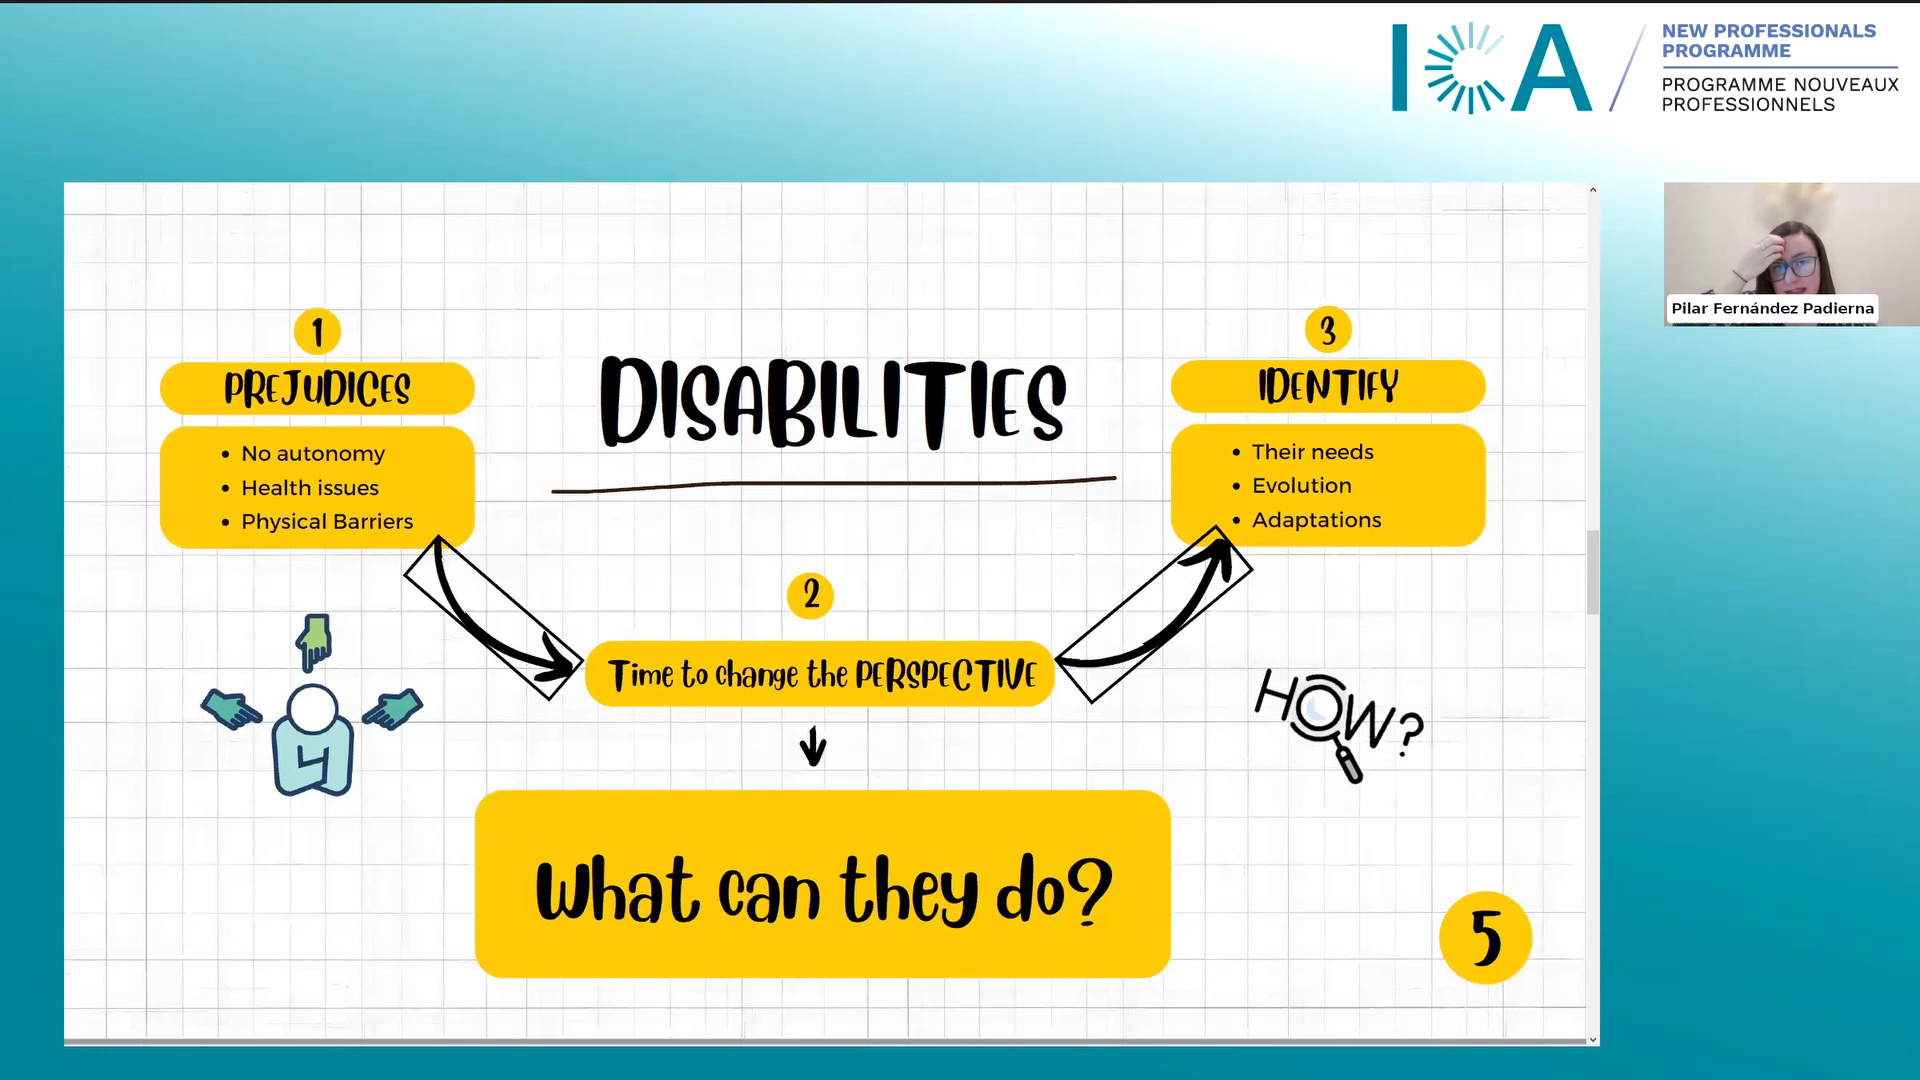 ICA
NEW PROFESSIONALS
PROGRAMME
PROGRAMME NOUVEAUX
PROFESSIONNELS
Pilar Fernández Padierna
DISABILITIES
1
PREJUDICES
No autonomy
Health issues
Physical Barriers
2
Time to change the PERSPECTIVE
What can they do?
3
IDENTIFY
Their needs
Evolution
Adaptations
HOW?
5